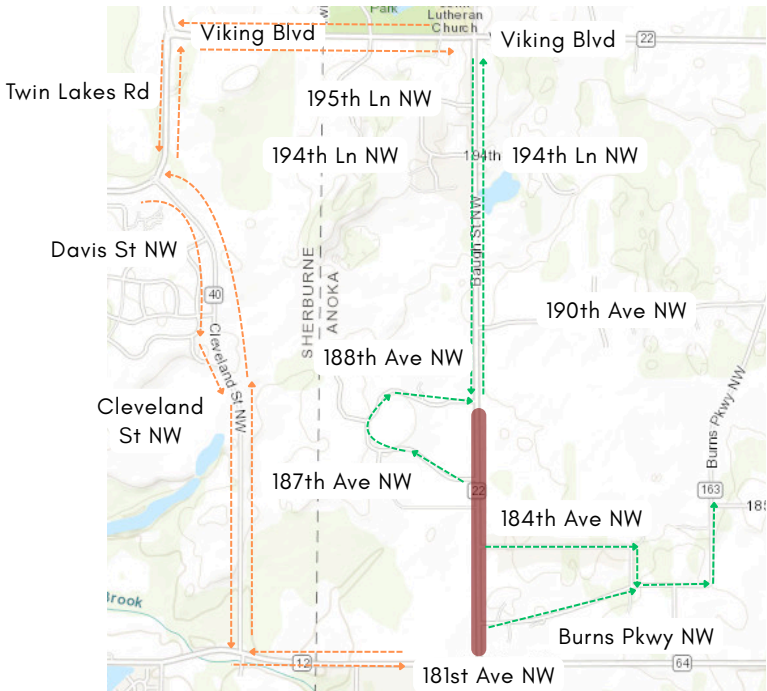 Park
John
Lutheran
Church
Viking Blvd
Viking Blvd
22
Twin Lakes Rd
195th Ln NW
194th Ln NW
194th
194th Ln NW
Baugh St NW
Davis St NW
SHERBURNE
ANOKA
40
190th Ave NW
Cleveland St NW
188th Ave NW
Cleveland
St NW
Burns Pkwy NW
187th Ave NW
22
163
185
184th Ave NW
Brook
Burns Pkwy NW
12
64
181st Ave NW